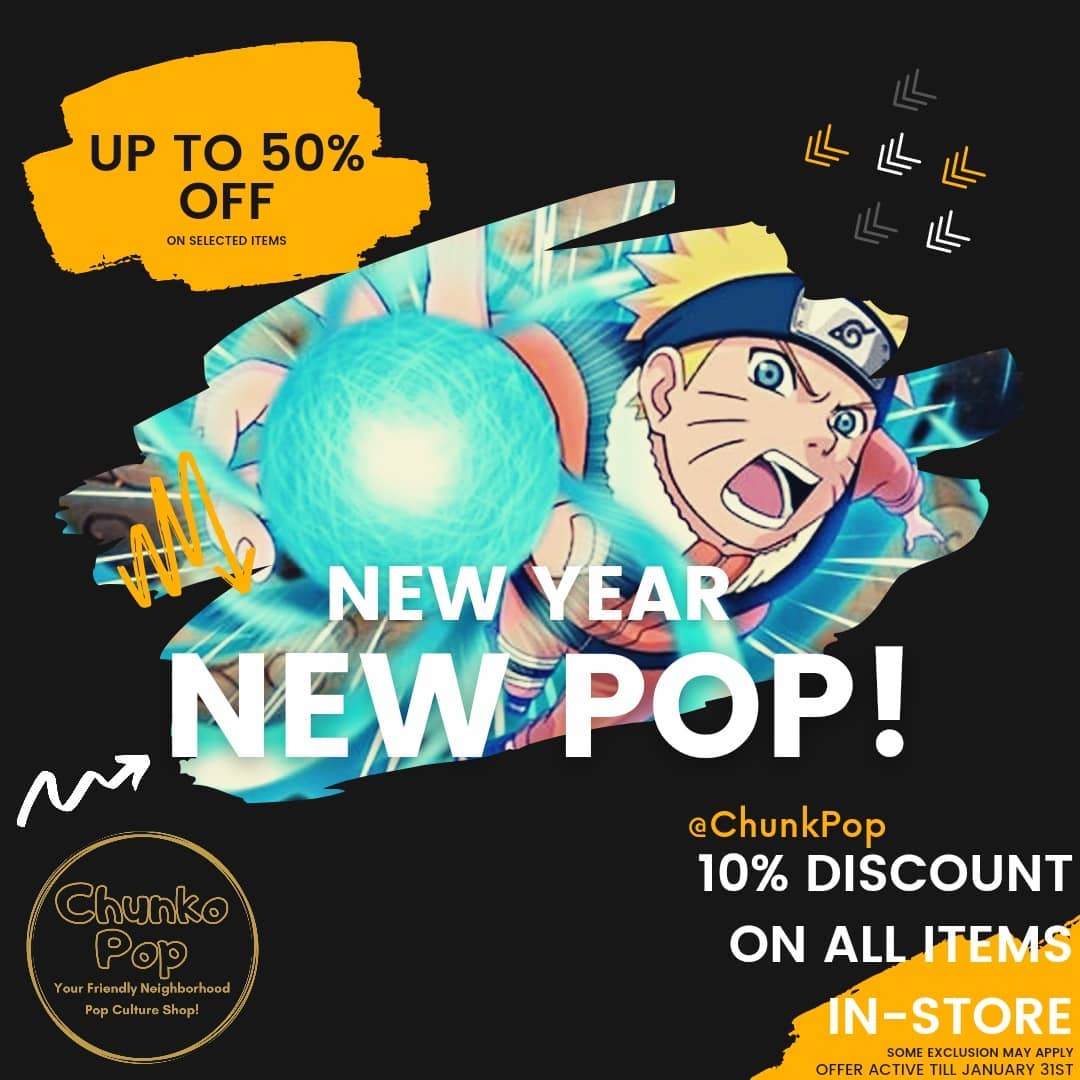 UP TO 50%
OFF
ON SELECTED ITEMS
NEW YEAR
NEW POP!
@ChunkPop
10% DISCOUNT
ON ALL ITEMS
IN-STORE
SOME EXCLUSION MAY APPLY
OFFER ACTIVE TILL JANUARY 31ST
Chunko
Pop
Your Friendly Neighborhood
Pop Culture Shop!